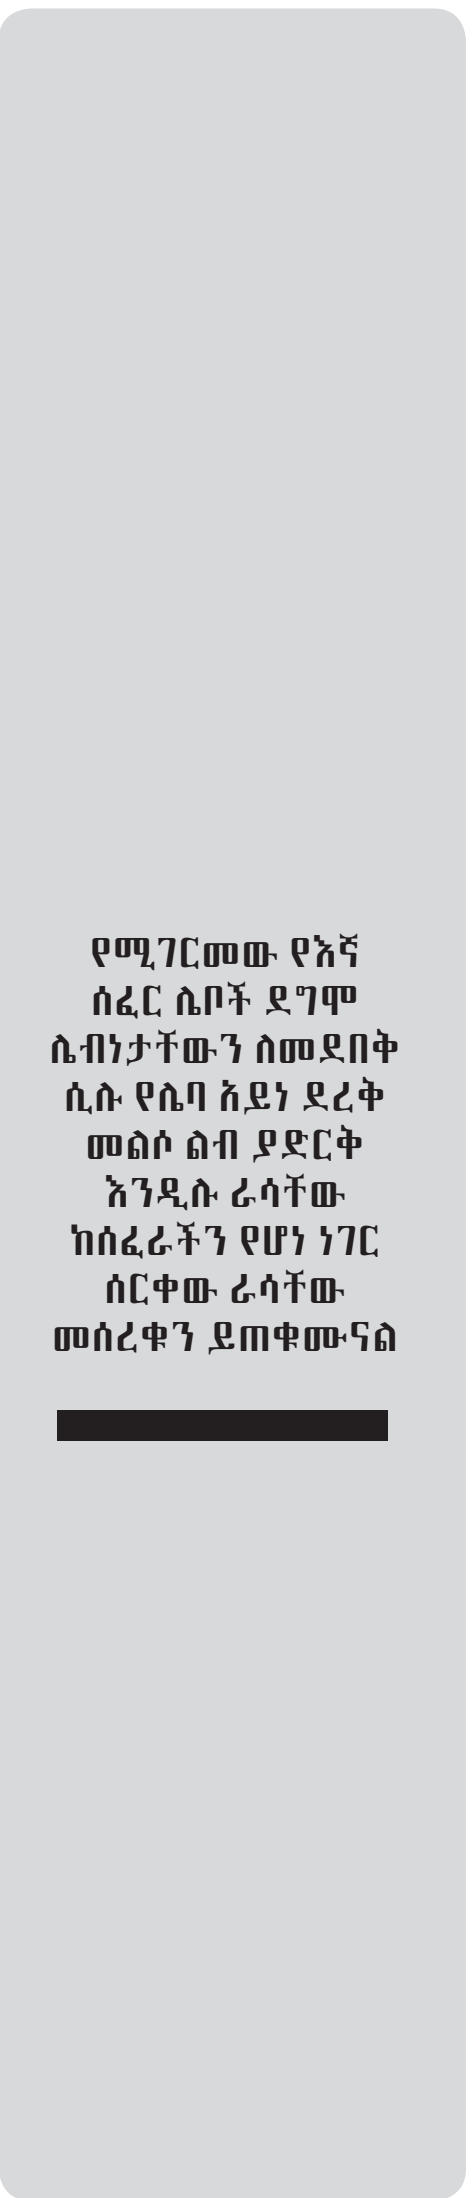 የሚገርመው የእኛ
ሰፈር ሌቦች ደግሞ
ሌብነታቸውን ለመደበቅ
ሲሉ የሌባ አይነ ደረቅ
መልሶ ልብ ያድርቅ
እንዲሉ ራሳቸው
ከሰፈራችን የሆነ ነገር
ሰርቀው ራሳቸው
መሰረቁን ይጠቁሙናል